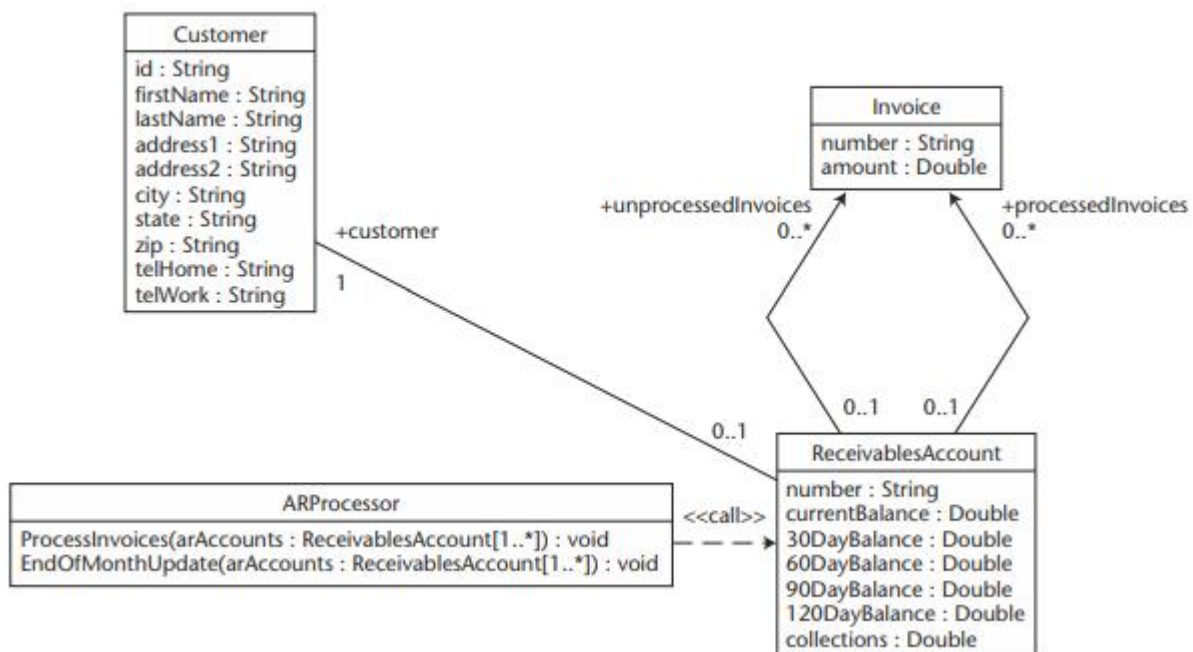 Customer
id : String
firstName : String
lastName : String
address1 : String
address2 : String
city : String
state : String
zip : String
telHome : String
telWork : String
+customer
1
0..1
Invoice
number : String
amount : Double
+unprocessedInvoices
0..*
+processedInvoices
0..*
0..1
0..1
ReceivablesAccount
number : String
currentBalance : Double
30DayBalance : Double
60DayBalance : Double
90DayBalance : Double
120DayBalance : Double
collections : Double
ARProcessor
ProcessInvoices(arAccounts : ReceivablesAccount[1..*]) : void
EndOfMonthUpdate(arAccounts : ReceivablesAccount[1..*]) : void
<<call>>